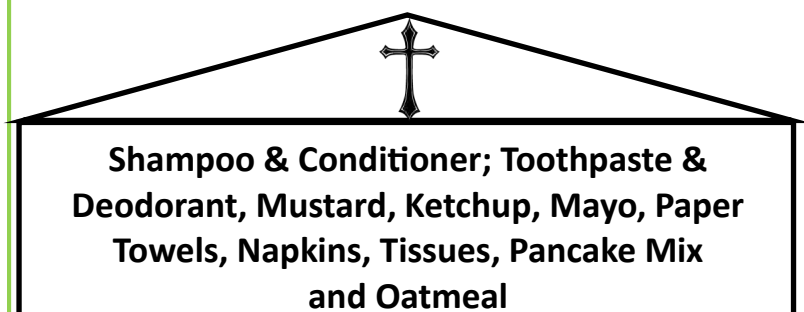 Shampoo & Conditioner; Toothpaste &
Deodorant, Mustard, Ketchup, Mayo, Paper
Towels, Napkins, Tissues, Pancake Mix
and Oatmeal